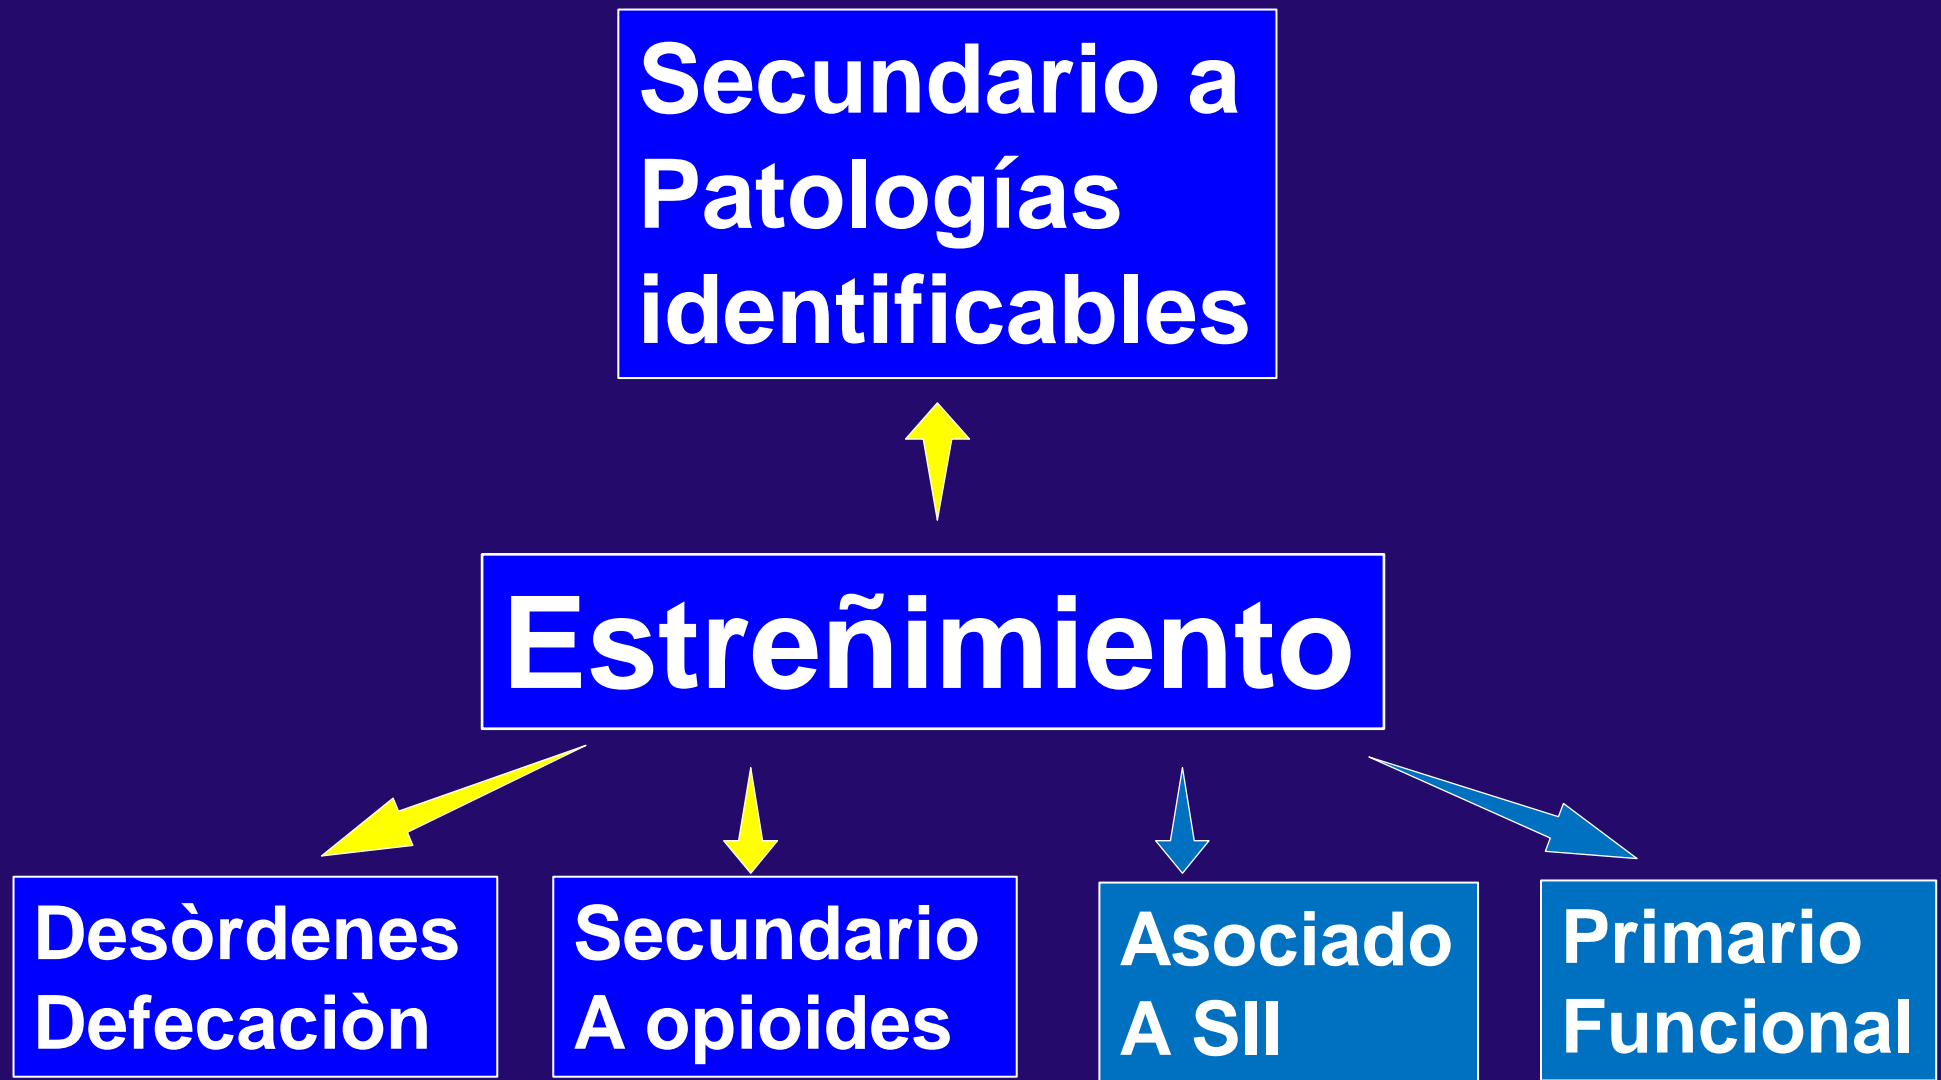 Secundario a
Patologías
identificables
Estreñimiento
Desòrdenes
Defecaciòn
Secundario
A opioides
Asociado
A SII
Primario
Funcional